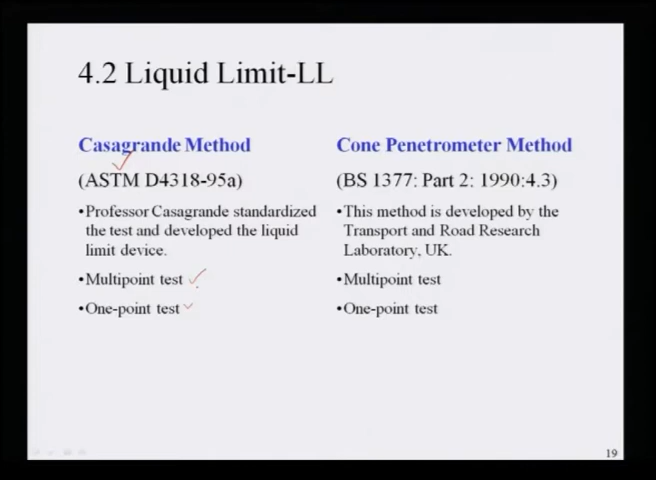 4.2 Liquid Limit-LL
Casagrande Method
(ASTM D4318-95a)
•Professor Casagrande standardized
the test and developed the liquid
limit device.
•Multipoint test
•One-point test
Cone Penetrometer Method
(BS 1377: Part 2: 1990:4.3)
•This method is developed by the
Transport and Road Research
Laboratory, UK.
•Multipoint test
•One-point test
19